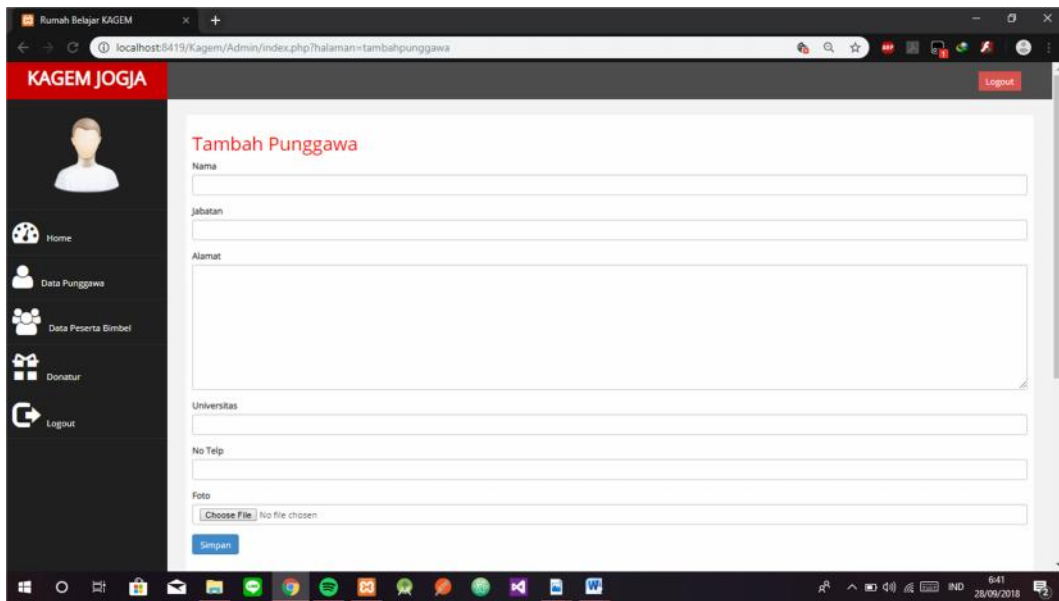 Rumah Belajar KAGEM
localhost:8419/Kagem/Admin/index.php?halaman=tambahpunggawa
KAGEM JOGJA
Logout
Home
Data Punggawa
Data Peserta Bimbel
Donatur
Logout
Tambah Punggawa
Nama
Jabatan
Alamat
Universitas
No Telp
Foto
Choose File No file chosen
Simpan
IND
6:41
28/09/2018